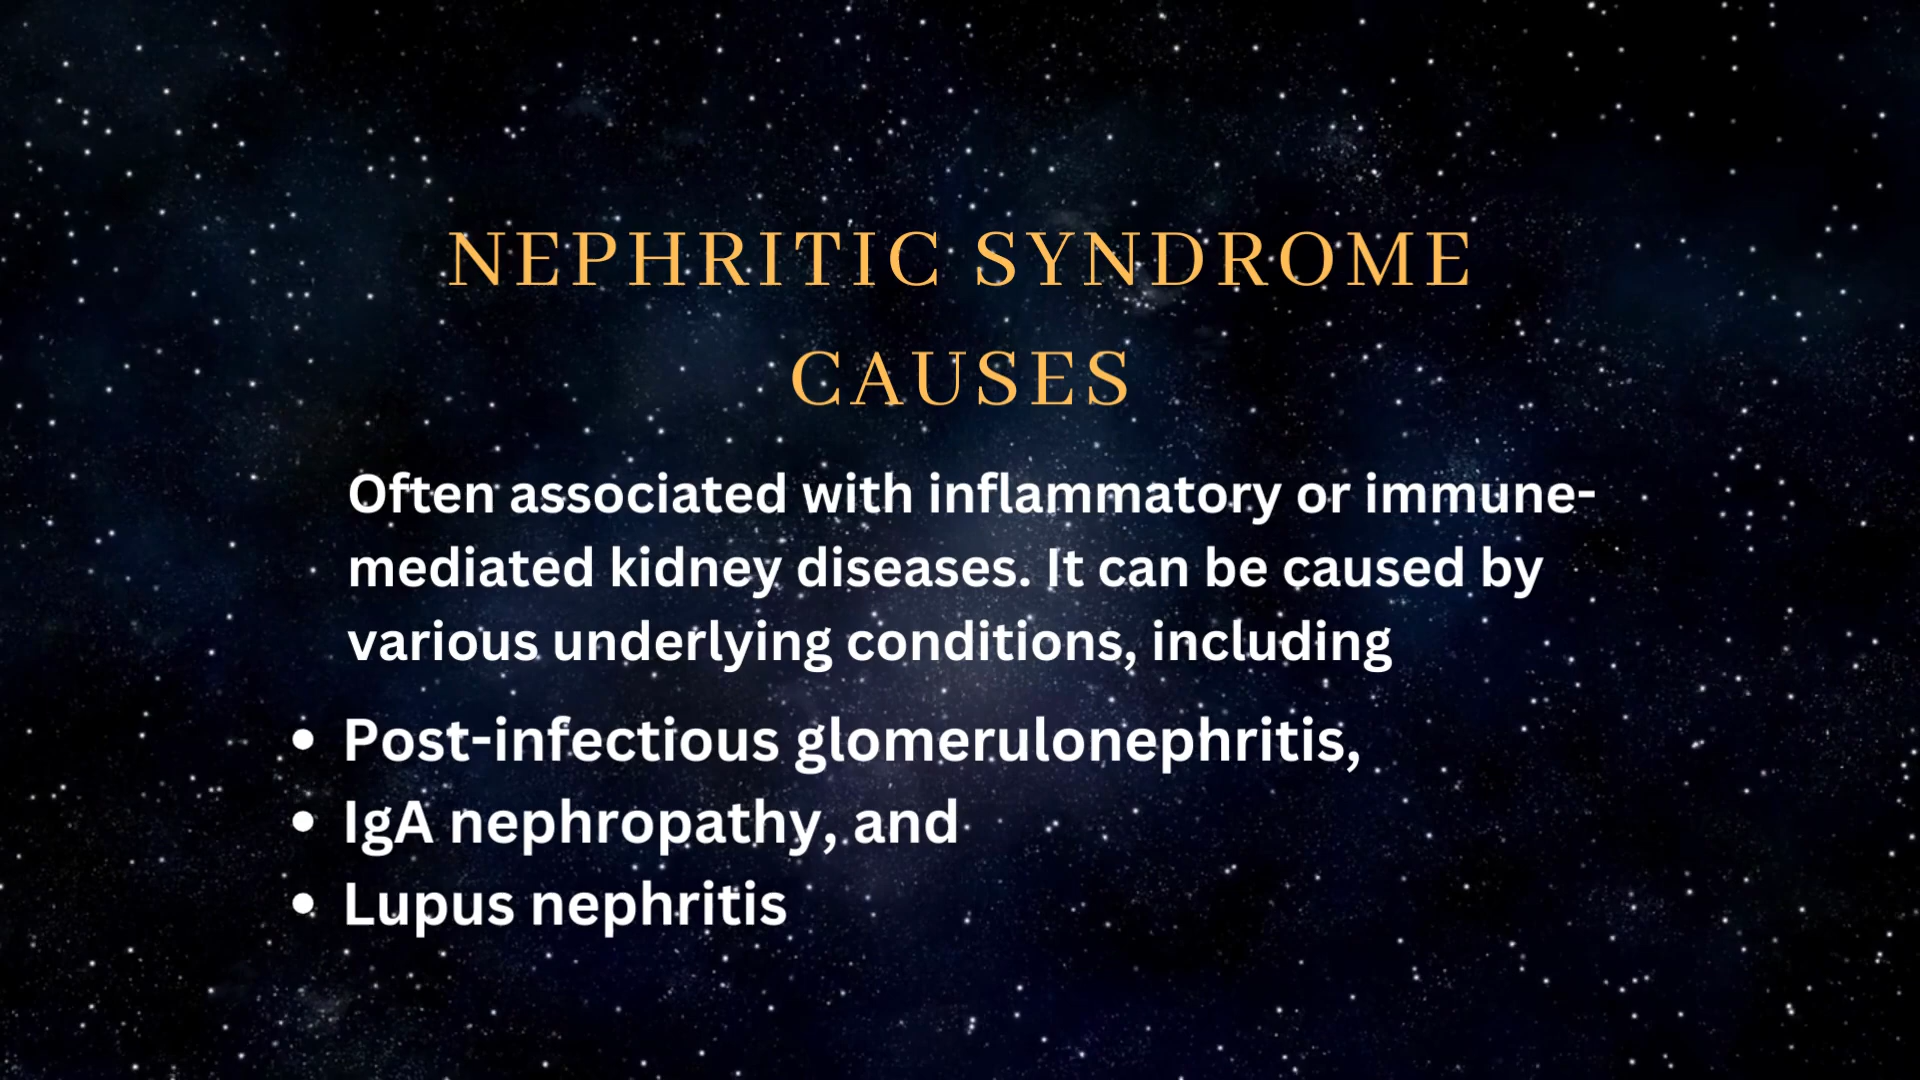 NEPHRITIC SYNDROME
CAUSES
Often associated with inflammatory or immune-
mediated kidney diseases. It can be caused by
various underlying conditions, including
• Post-infectious glomerulonephritis,
• IgA nephropathy, and
• Lupus nephritis